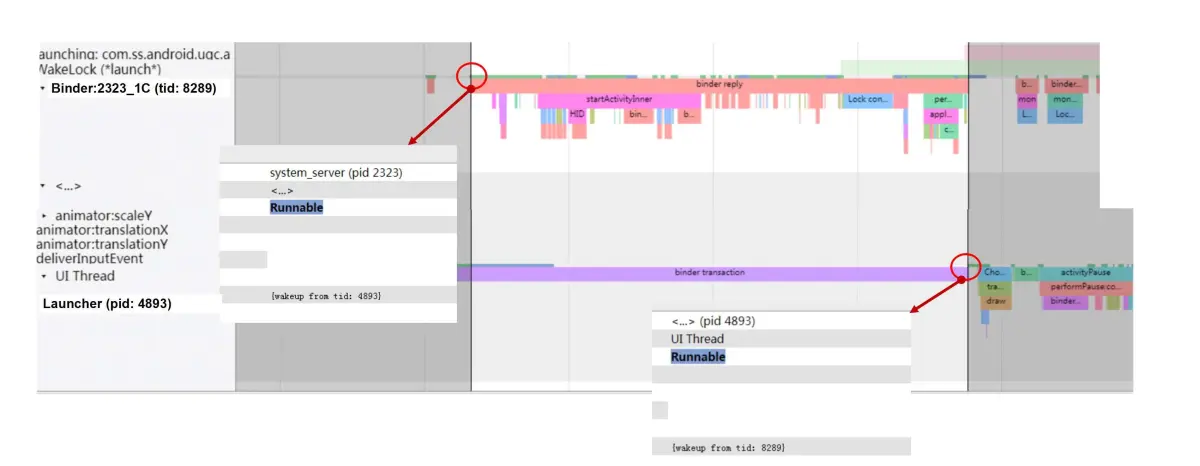 aunching: com.ss.android.ugc.a
WakeLock (*launch*)
Binder:2323_1C (tid: 8289)
binder reply
b...
binder...
startActivityInner
Lock con...
per...
mon
mon...
HID
bin...
b...
appl...
L...
Loc...
c...
system_server (pid 2323)
<...>
Runnable
{wakeup from tid: 4893}
<...>
animator:scaleY
animator:translationX
animator:translationY
deliverInputEvent
UI Thread
Launcher (pid: 4893)
binder transaction
Cho...
b...
activityPause
tra...
performPause:co...
draw
binder...
<...> (pid 4893)
UI Thread
Runnable
{wakeup from tid: 8289}